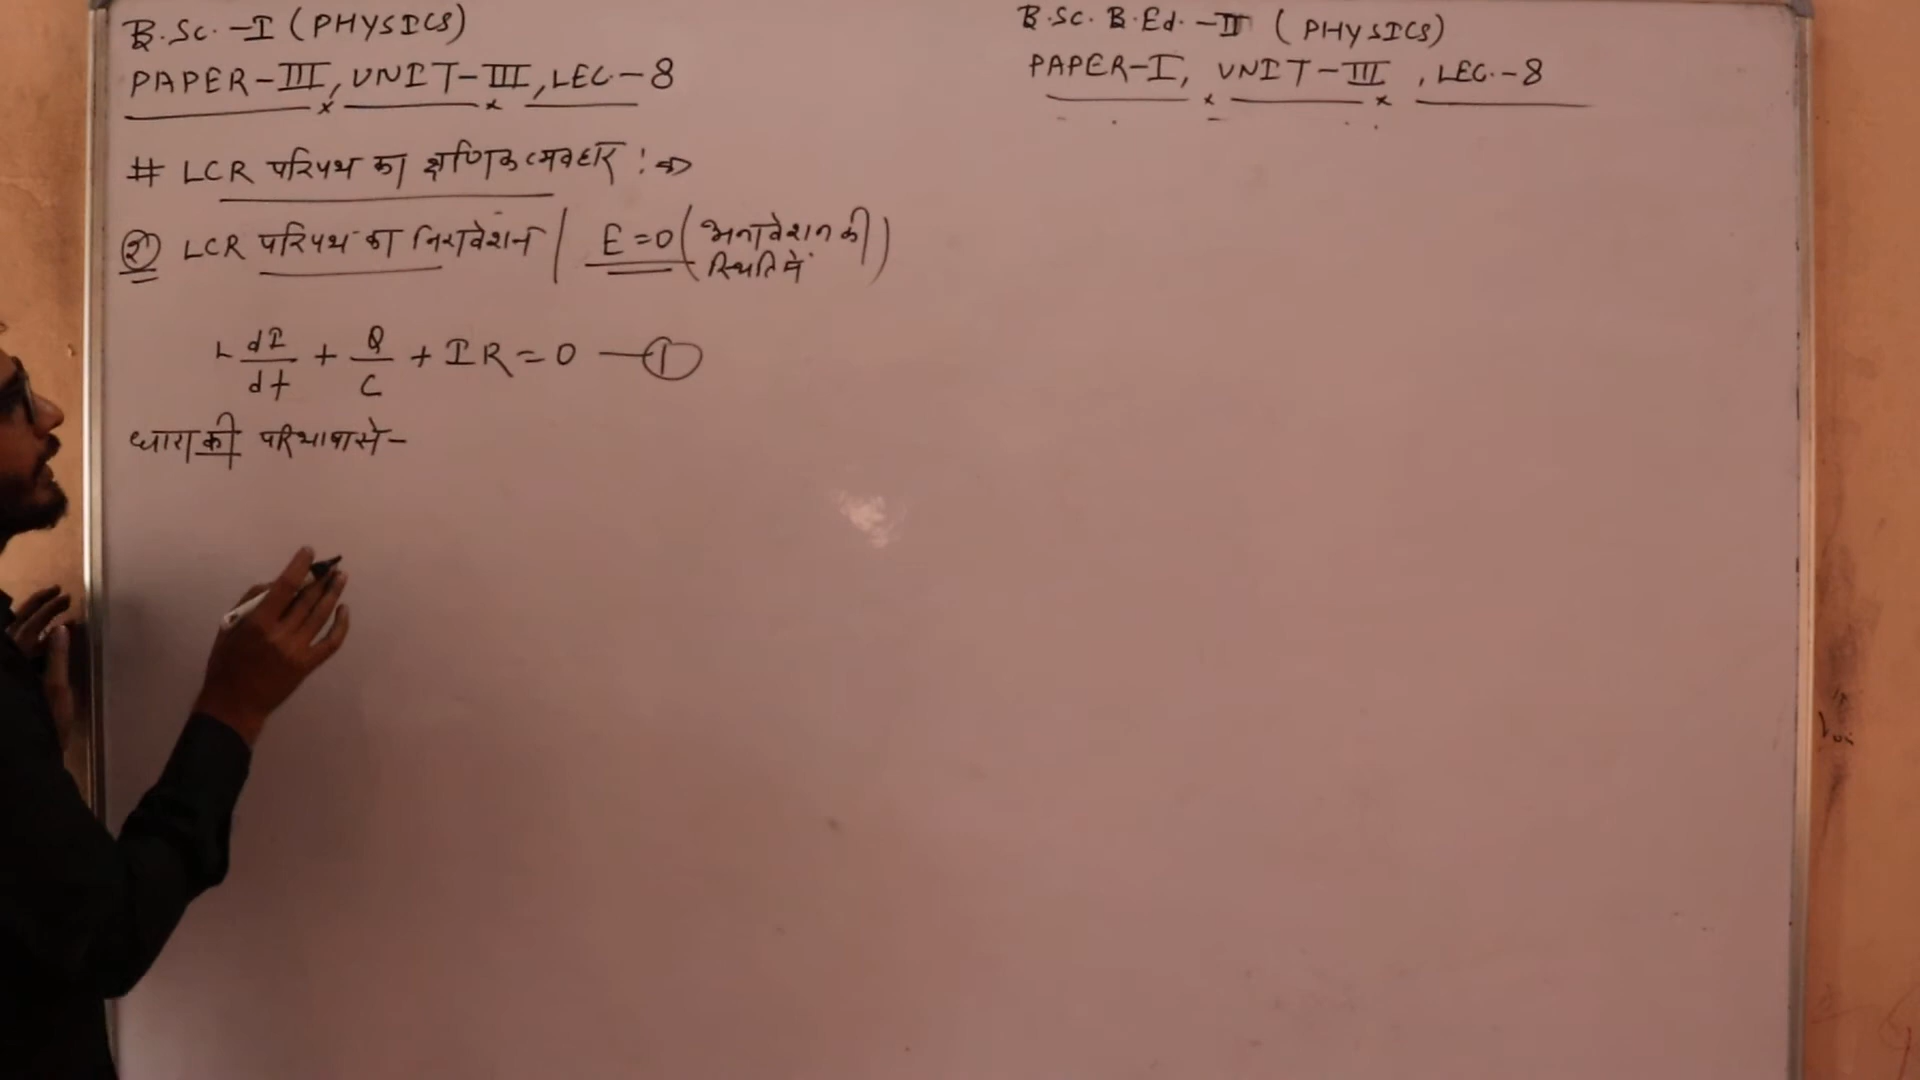 B.Sc.-I (PHYSICS)
PAPER-III, UNIT-III, LEC.-8
B.Sc. B.Ed.-II (PHYSICS)
PAPER-I, UNIT-III, LEC.-8
# LCR परिपथ का क्षणिक व्यवहार :⇒
(२) LCR परिपथ का निरावेशन / E=0 (अनावेशन की स्थिति में)
L dI/dt + Q/C + IR = 0 —①
धारा की परिभाषा से-